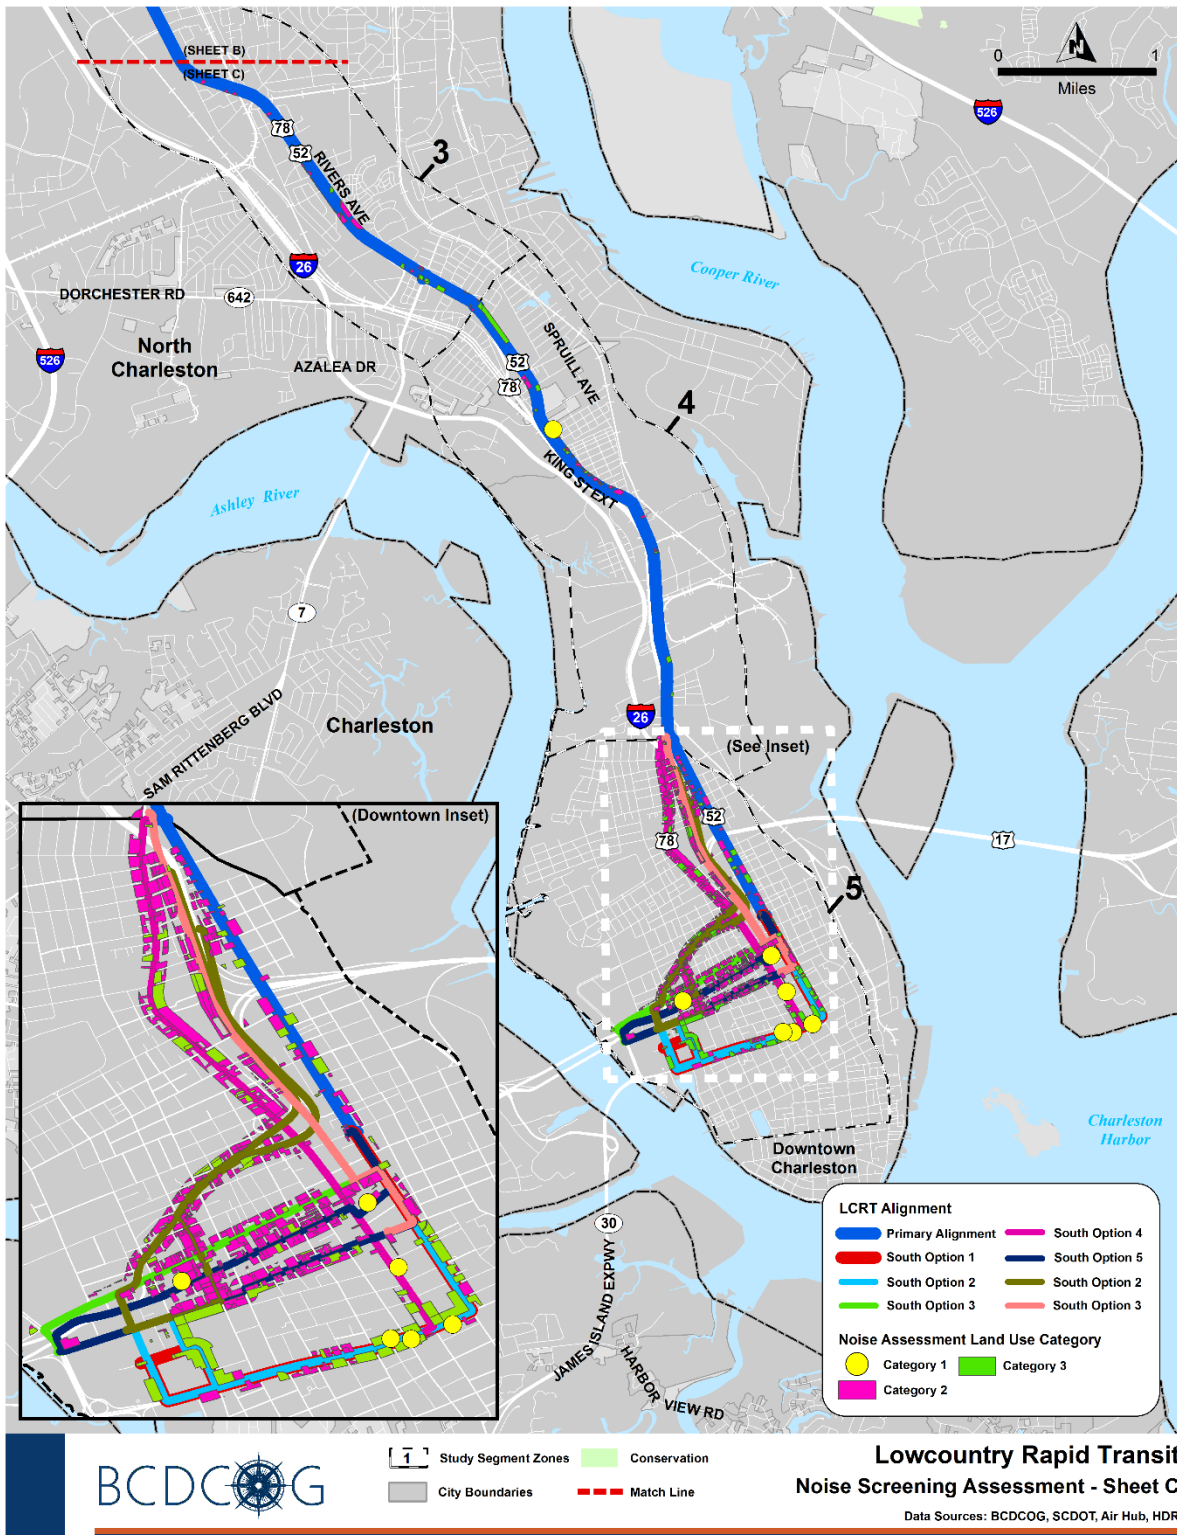 (SHEET B)
(SHEET C)
N
0 1
Miles
526
78
52
RIVERS AVE
3
26
Cooper River
DORCHESTER RD
642
North
Charleston
526
AZALEA DR
SPRUILL AVE
52
78
4
KING ST EXT
Ashley River
7
SAM RITTENBERG BLVD
Charleston
26
(See Inset)
(Downtown Inset)
52
78
17
5
Charleston
Harbor
Downtown
Charleston
30
JAMES ISLAND EXPWY
HARBOR VIEW RD
LCRT Alignment
Primary Alignment
South Option 4
South Option 1
South Option 5
South Option 2
South Option 2
South Option 3
South Option 3
Noise Assessment Land Use Category
Category 1
Category 3
Category 2
BCDCOG
1 Study Segment Zones
Conservation
City Boundaries
Match Line
Lowcountry Rapid Transit
Noise Screening Assessment - Sheet C
Data Sources: BCDCOG, SCDOT, Air Hub, HDR